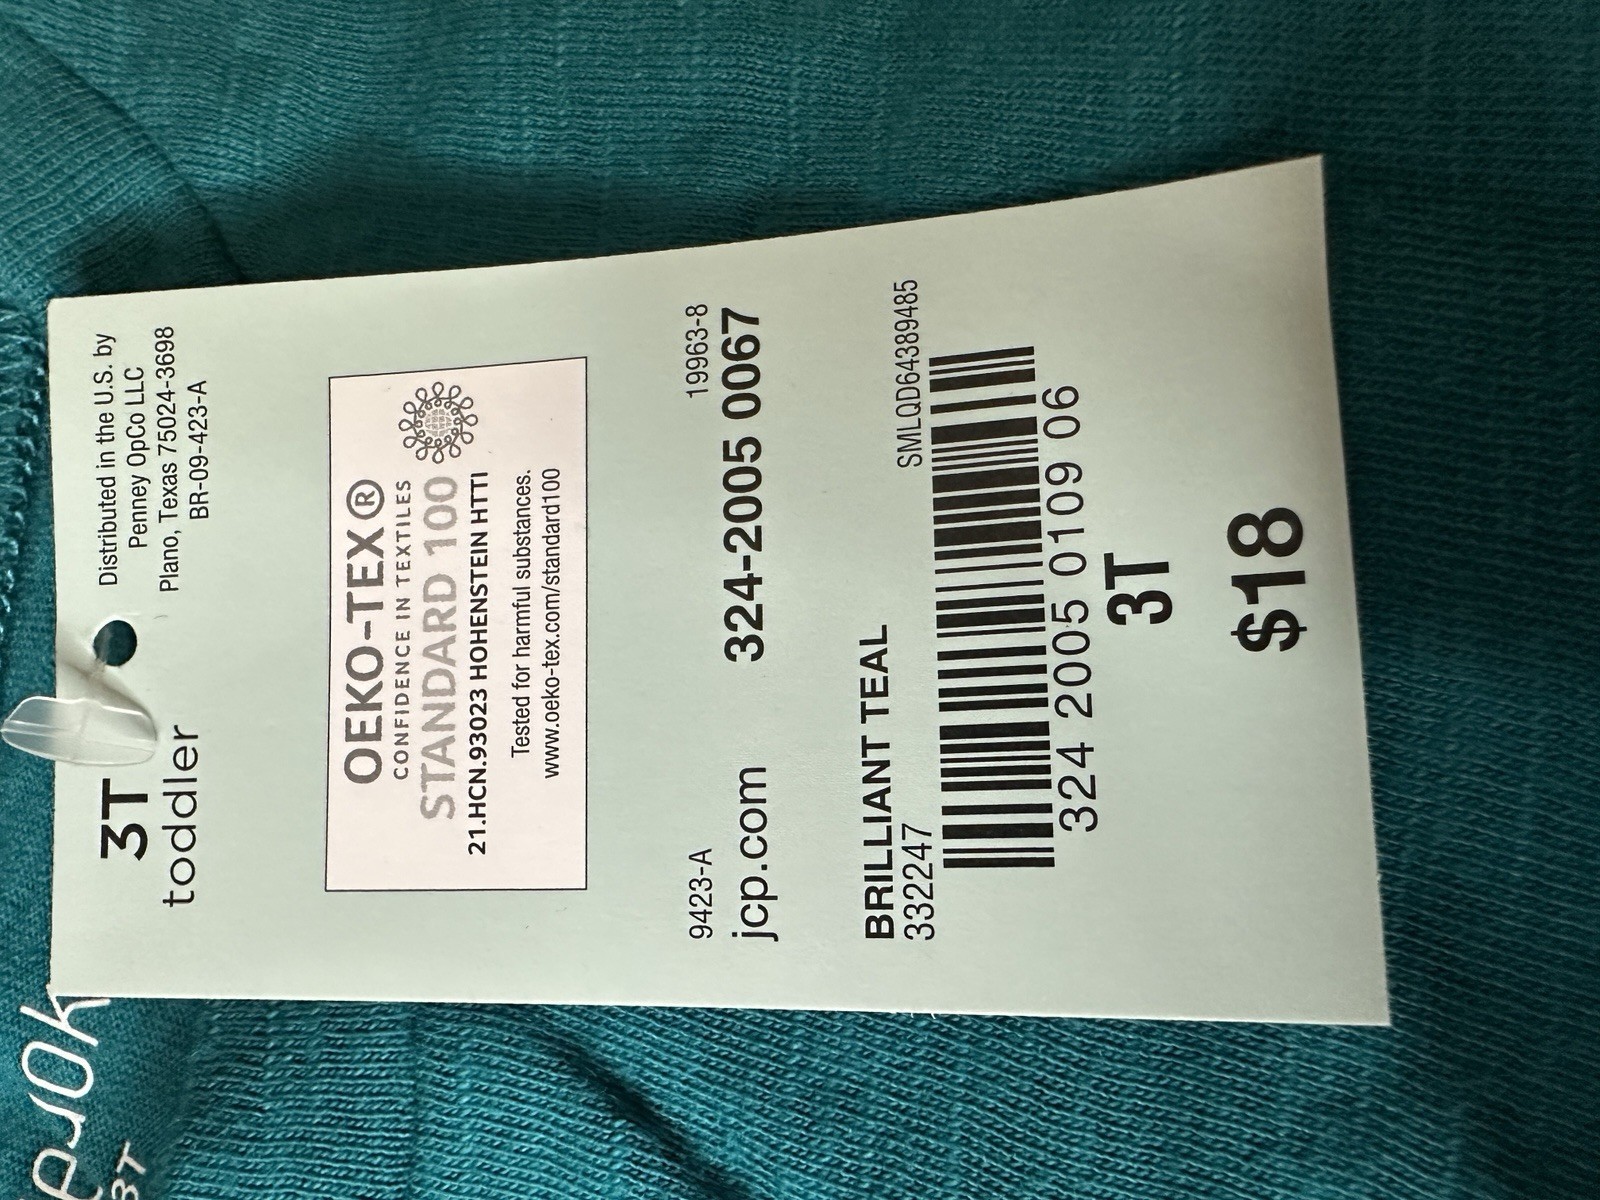 3T
toddler
Distributed in the U.S. by
Penney OpCo LLC
Plano, Texas 75024-3698
BR-09-423-A
OEKO-TEX®
CONFIDENCE IN TEXTILES
STANDARD 100
21.HCN.93023 HOHENSTEIN HTTI
Tested for harmful substances.
www.oeko-tex.com/standard100
9423-A 19963-8
jcp.com 324-2005 0067
BRILLIANT TEAL
332247 SMLQD64389485
324 2005 0109 06
3T
$18
3T